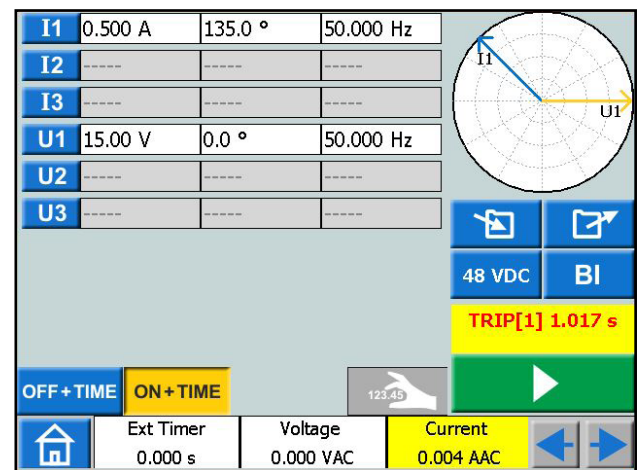 I1 0.500 A 135.0 ° 50.000 Hz
I2 ----- ----- -----
I3 ----- ----- -----
U1 15.00 V 0.0 ° 50.000 Hz
U2 ----- ----- -----
U3 ----- ----- -----
I1
U1
48 VDC BI
TRIP[1] 1.017 s
OFF+TIME ON+TIME 123.45
Ext Timer Voltage Current
0.000 s 0.000 VAC 0.004 AAC